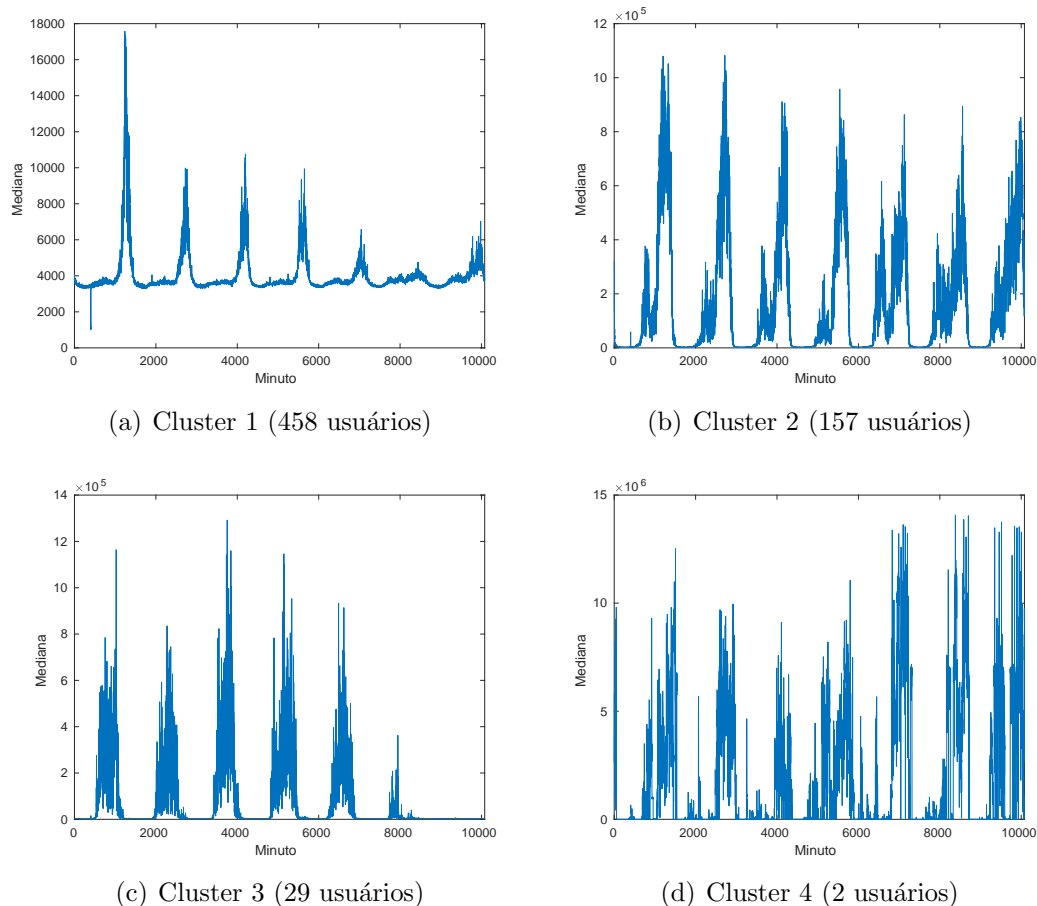 18000
16000
14000
12000
10000
8000
6000
4000
2000
0
Mediana
0 2000 4000 6000 8000 10000
Minuto
(a) Cluster 1 (458 usuários)
×10^5
12
10
8
6
4
2
0
Mediana
0 2000 4000 6000 8000 10000
Minuto
(b) Cluster 2 (157 usuários)
×10^5
14
12
10
8
6
4
2
0
Mediana
0 2000 4000 6000 8000 10000
Minuto
(c) Cluster 3 (29 usuários)
×10^6
15
10
5
0
Mediana
0 2000 4000 6000 8000 10000
Minuto
(d) Cluster 4 (2 usuários)